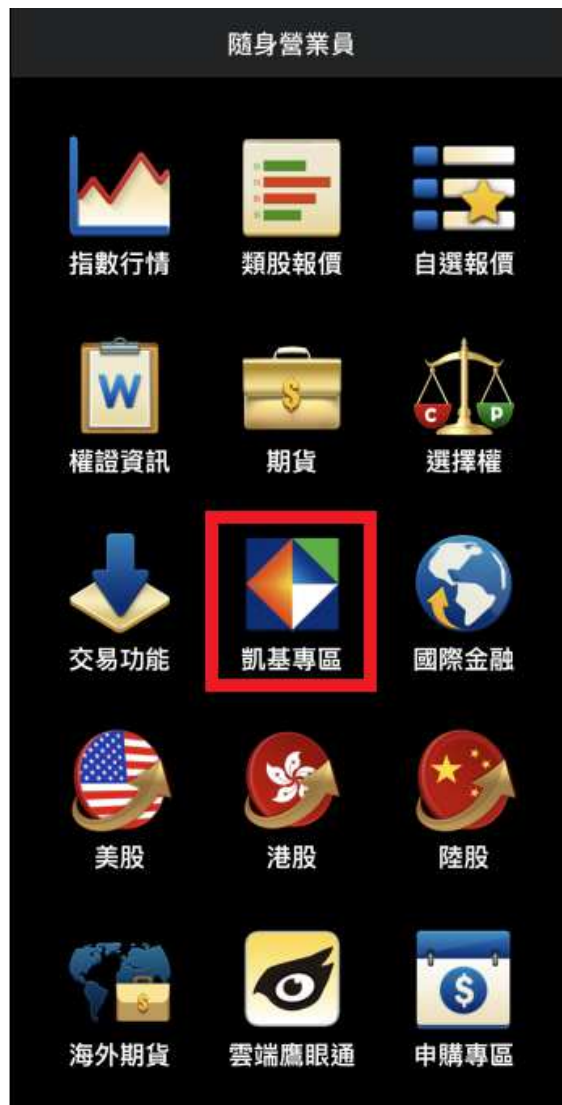 隨身營業員
指數行情
類股報價
自選報價
W
$
C
P
權證資訊
期貨
選擇權
交易功能
凱基專區
國際金融
美股
港股
陸股
$
$
海外期貨
雲端鷹眼通
申購專區